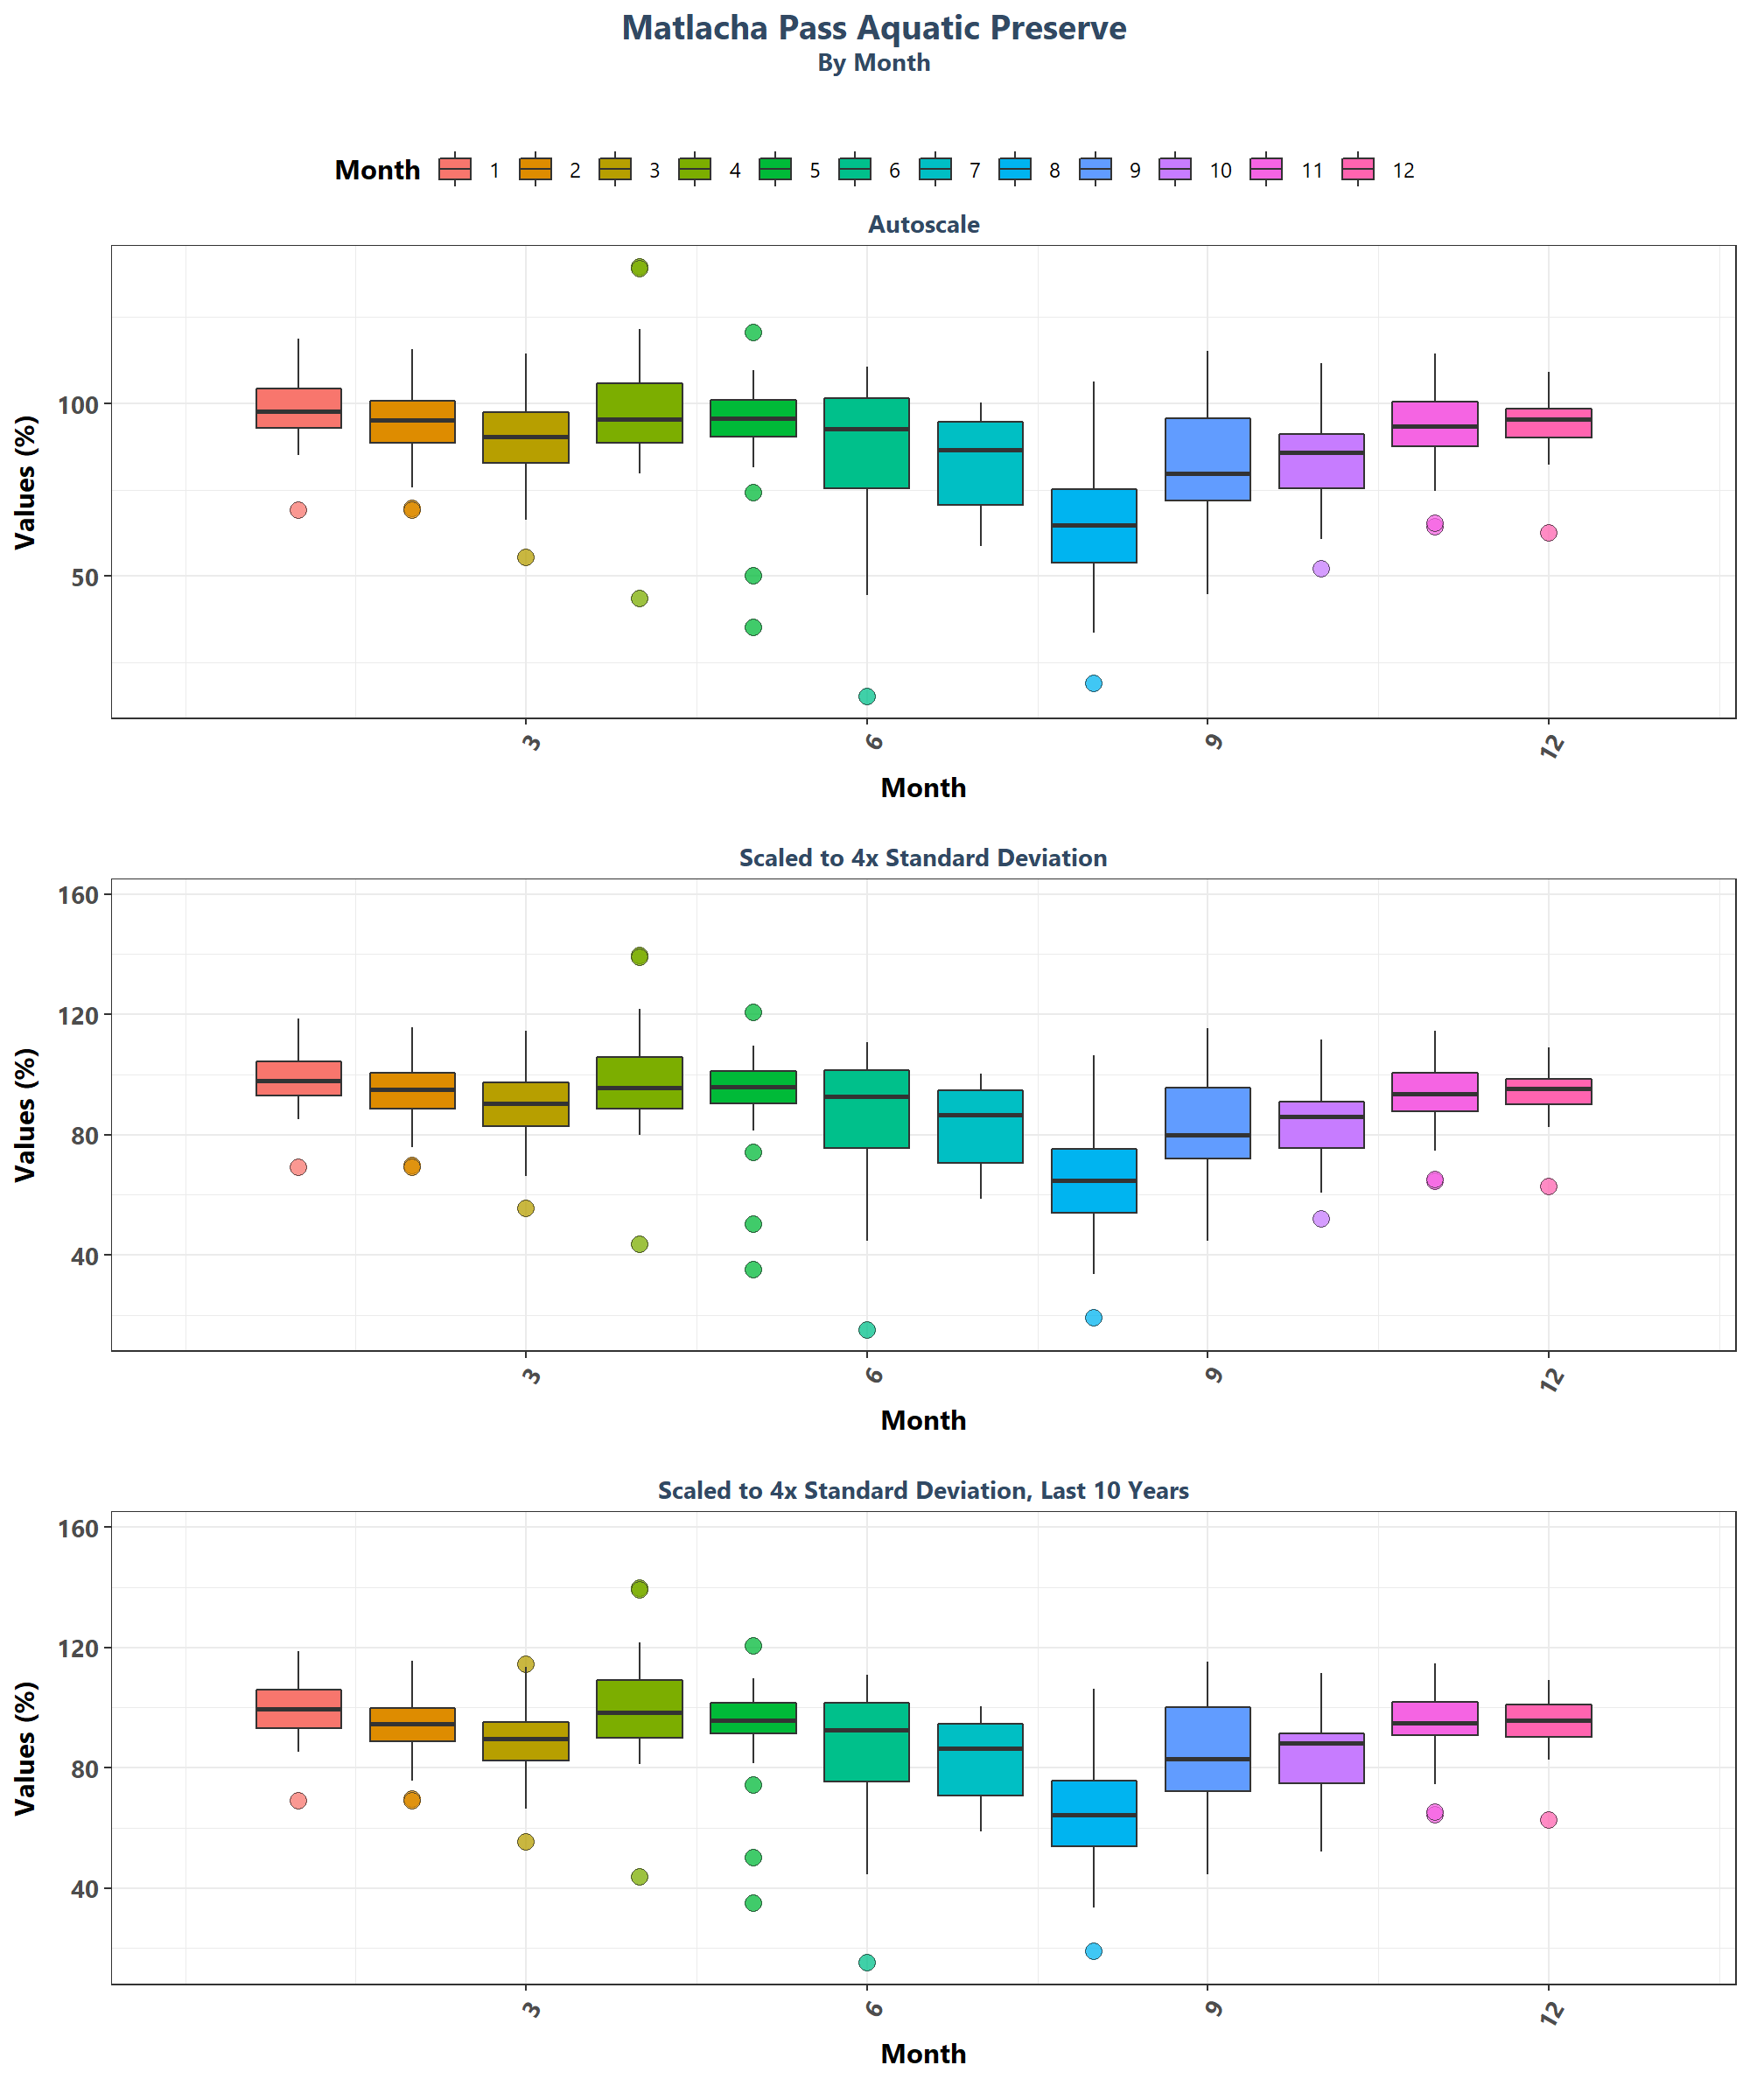 Matlacha Pass Aquatic Preserve
By Month
Month 1 2 3 4 5 6 7 8 9 10 11 12
Autoscale
Values (%)
100
50
3 6 9 12
Month
Scaled to 4x Standard Deviation
Values (%)
160
120
80
40
3 6 9 12
Month
Scaled to 4x Standard Deviation, Last 10 Years
Values (%)
160
120
80
40
3 6 9 12
Month